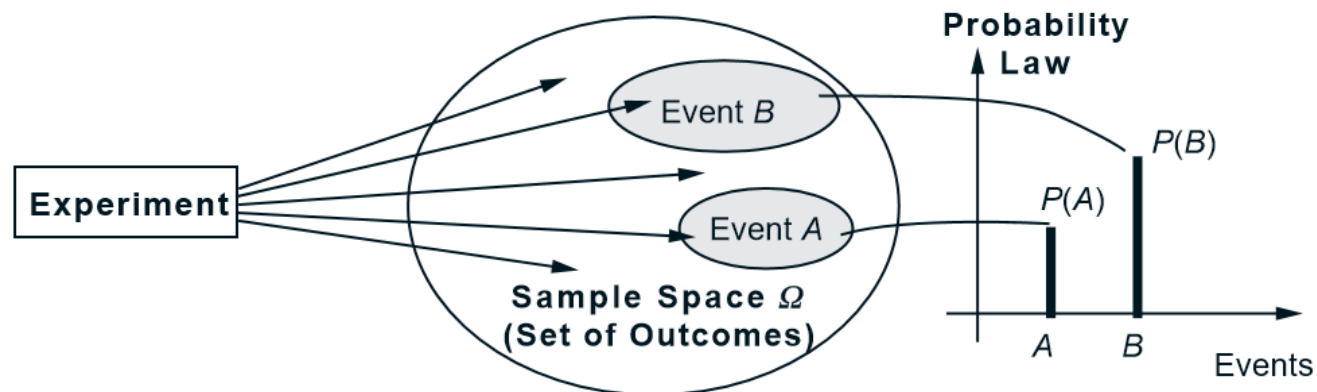 Experiment
Event B
Event A
Sample Space Ω
(Set of Outcomes)
Probability
Law
P(B)
P(A)
A
B
Events